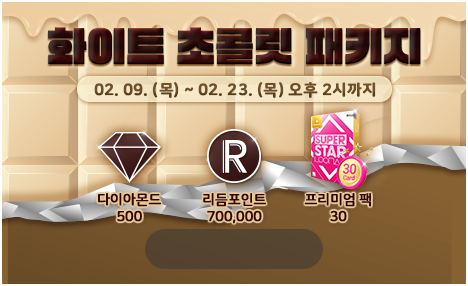 화이트 초콜릿 패키지
02. 09. (목) ~ 02. 23. (목) 오후 2시까지
R
SUPER
STAR
LOONA
30
Card
다이아몬드
500
리듬포인트
700,000
프리미엄 팩
30